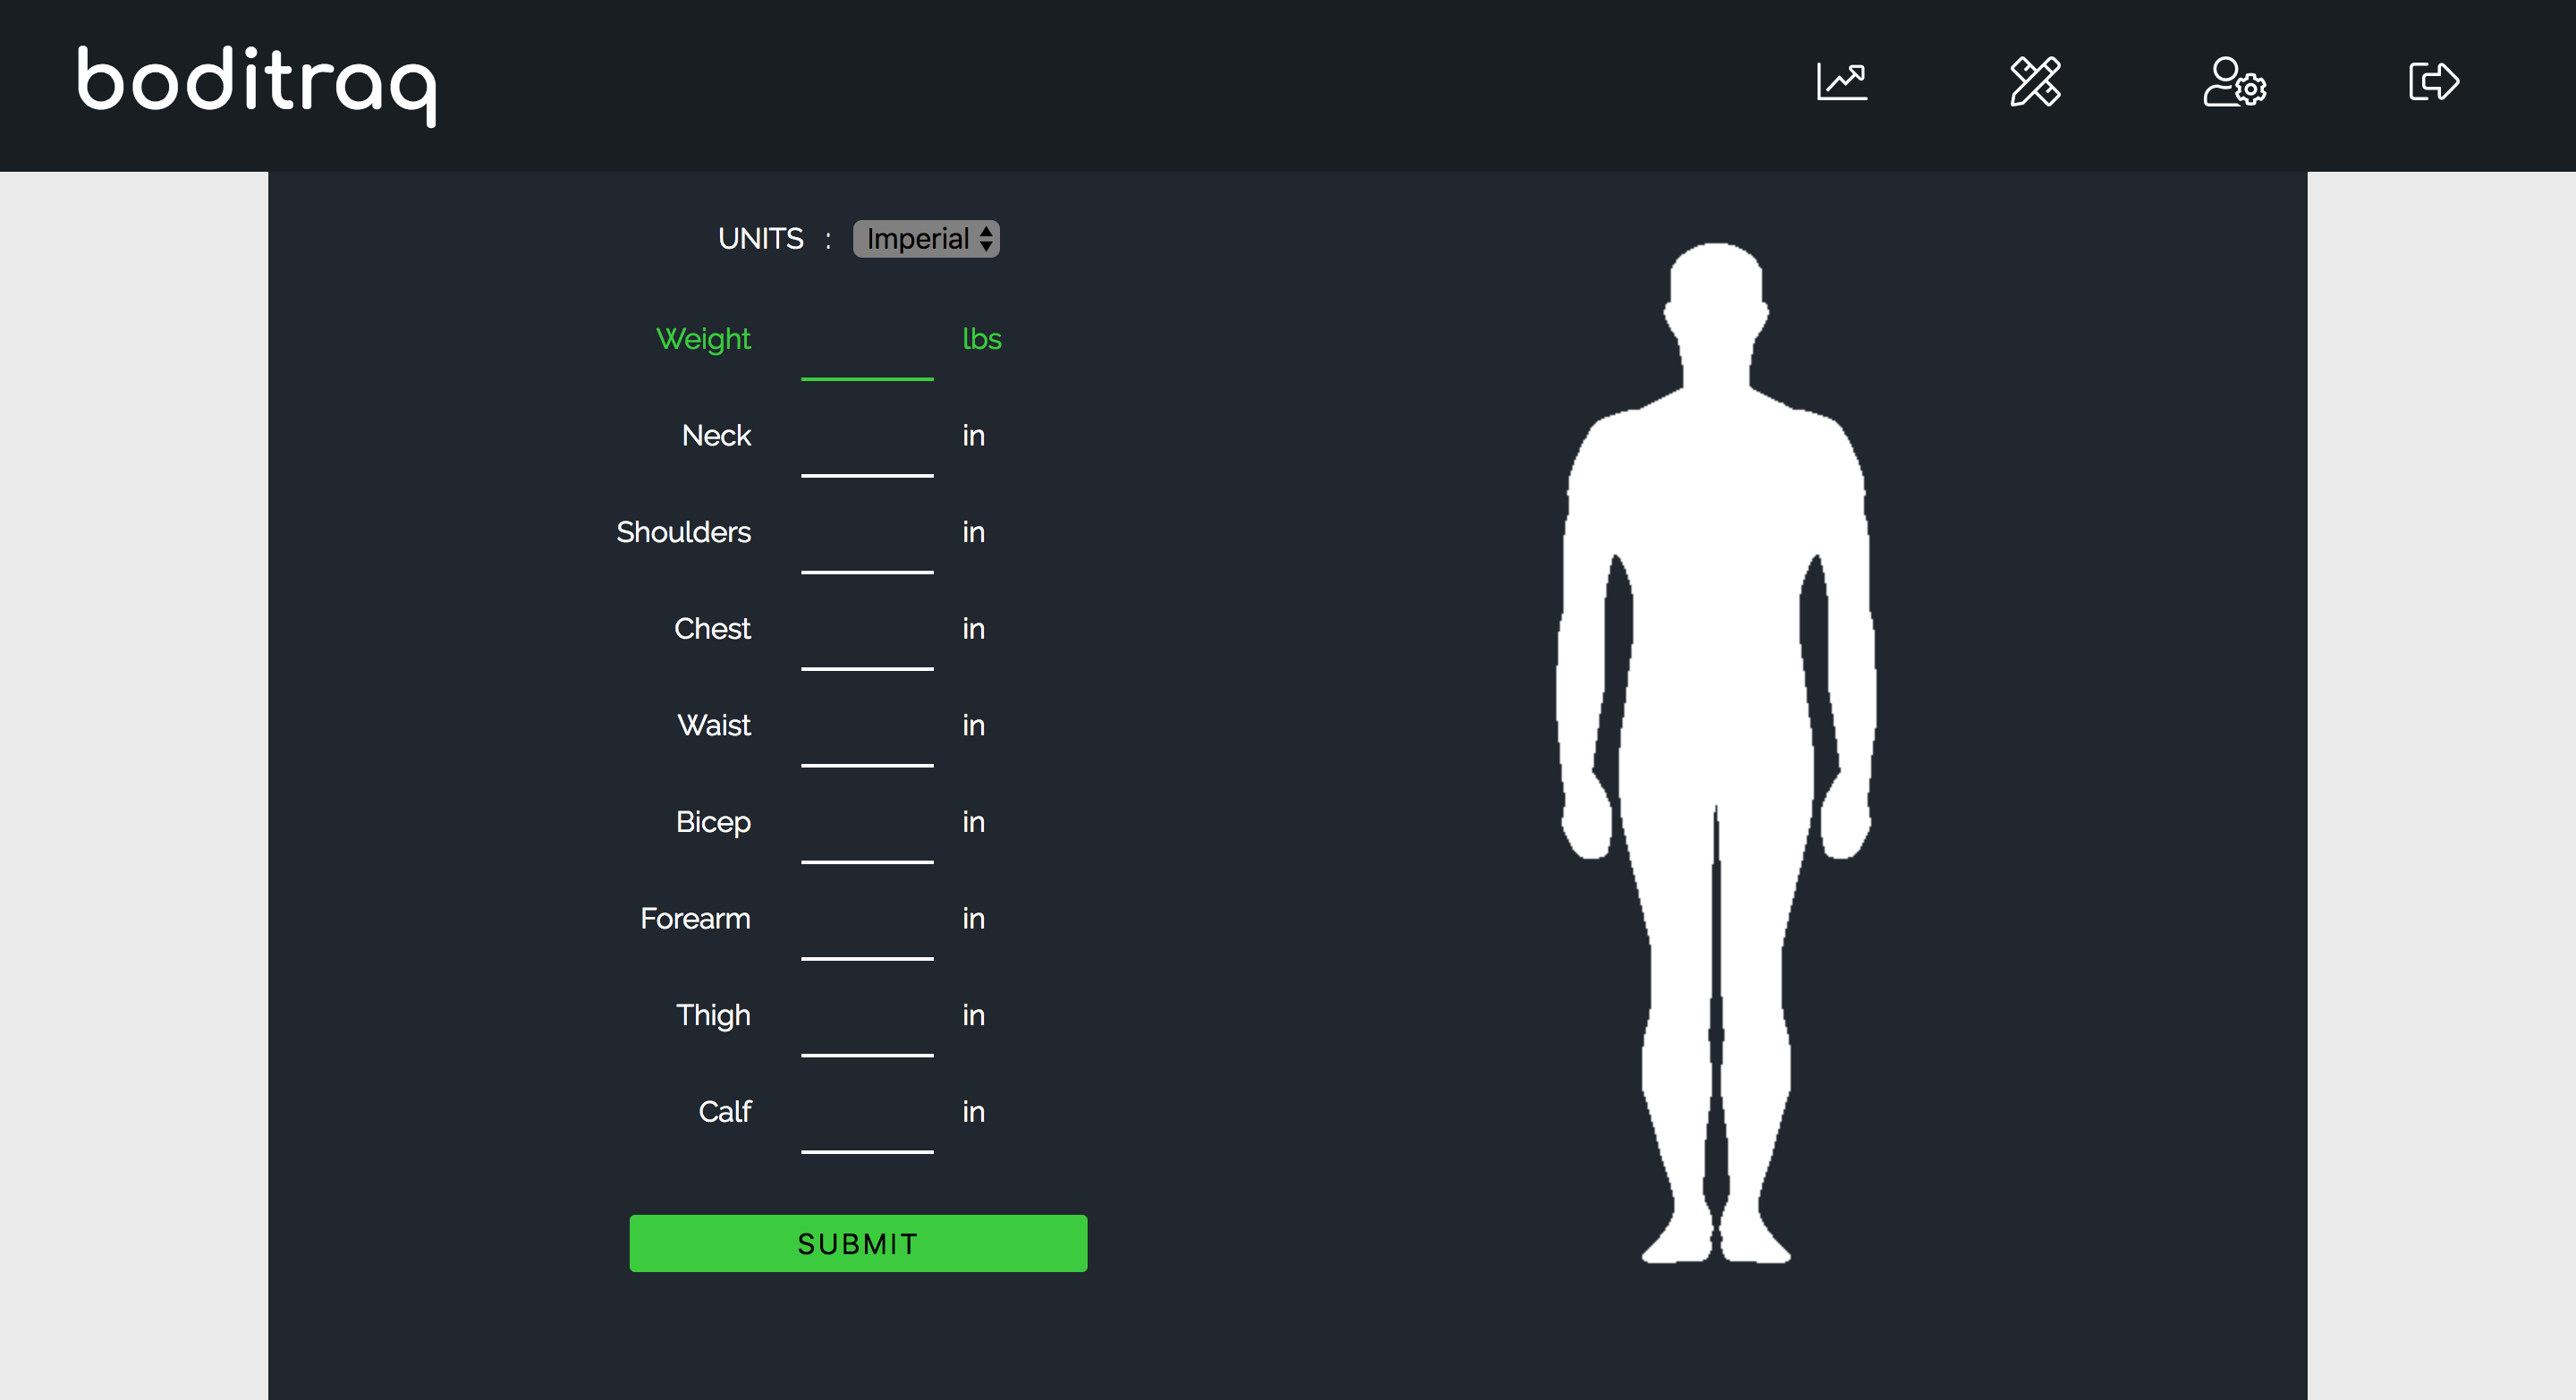 boditraq
UNITS : Imperial
Weight lbs
Neck in
Shoulders in
Chest in
Waist in
Bicep in
Forearm in
Thigh in
Calf in
SUBMIT